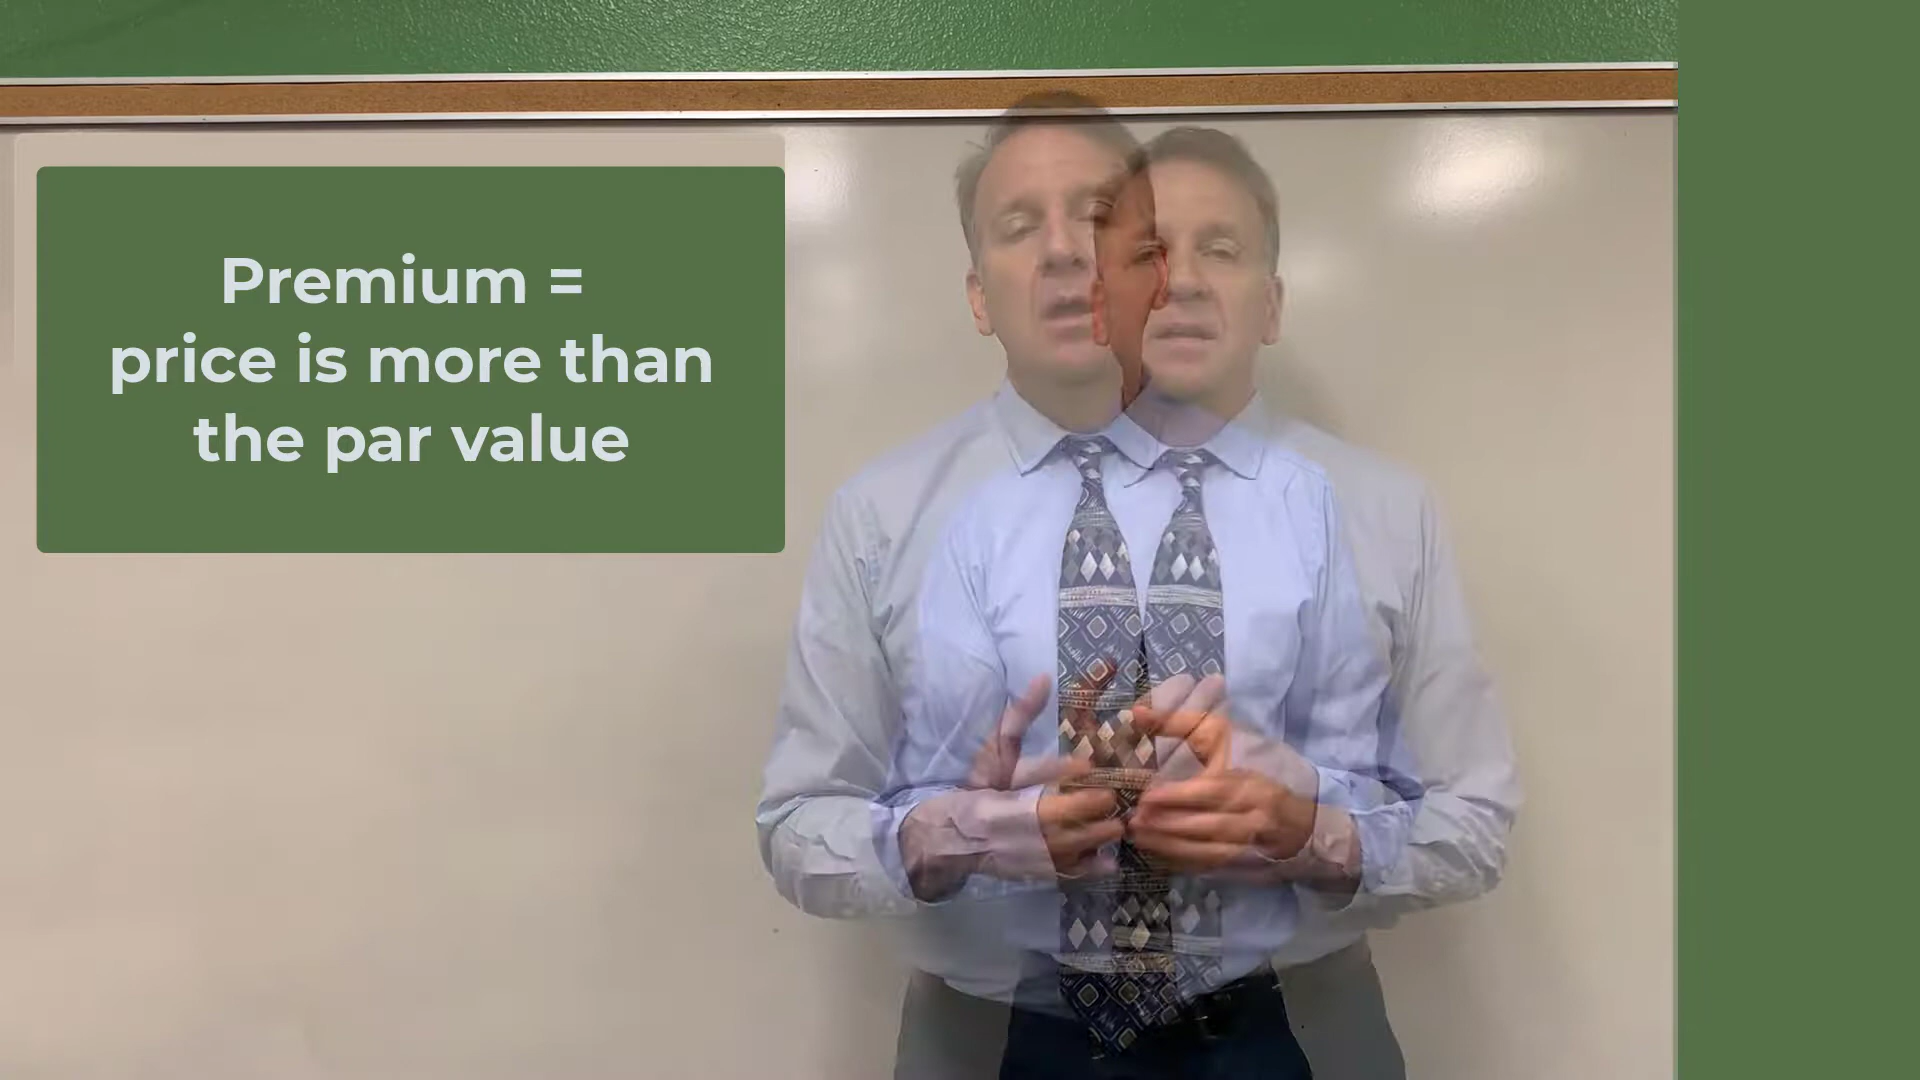 Premium =
price is more than
the par value